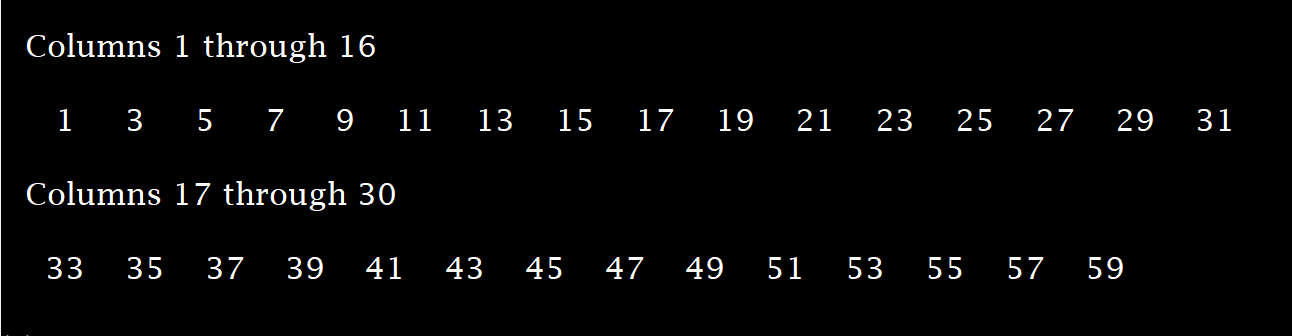 Columns 1 through 16
1 3 5 7 9 11 13 15 17 19 21 23 25 27 29 31
Columns 17 through 30
33 35 37 39 41 43 45 47 49 51 53 55 57 59